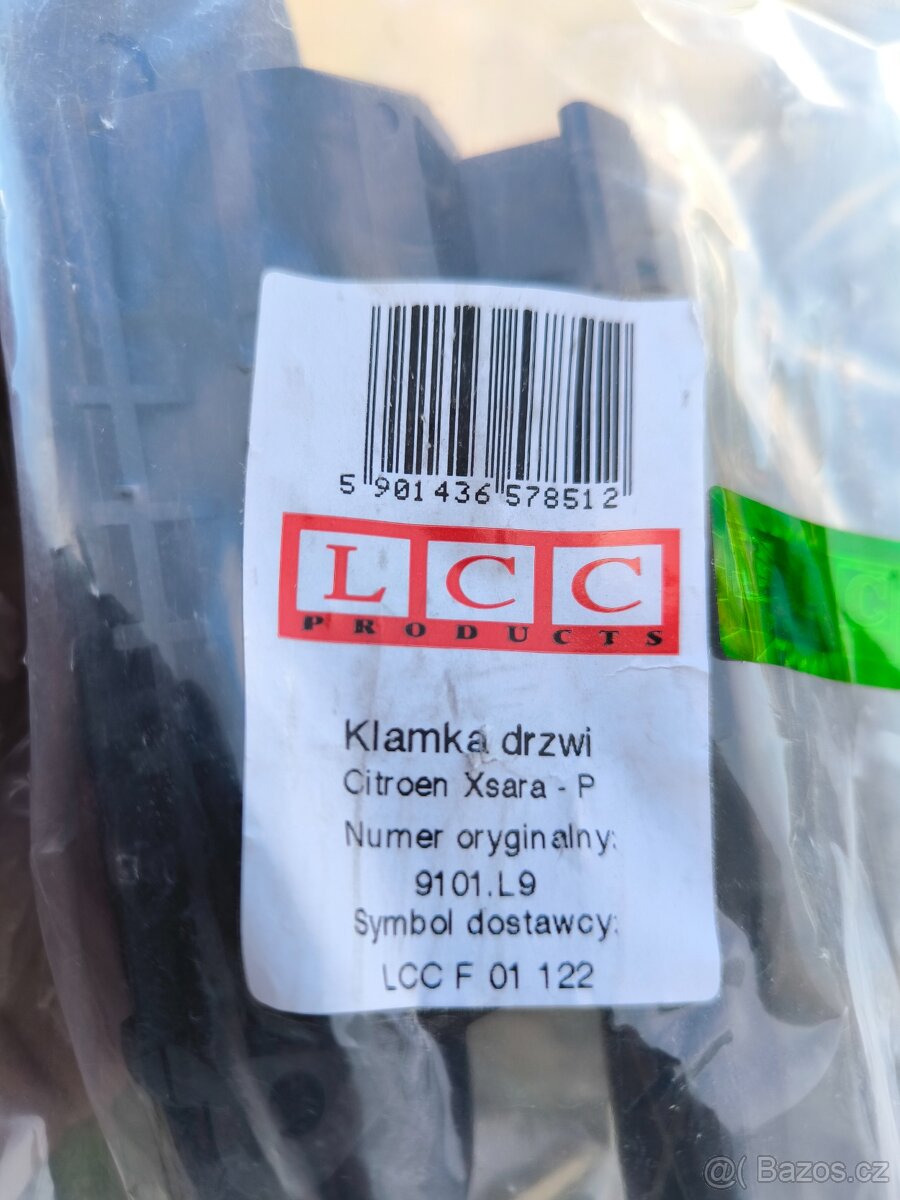 5 901436 578512
LCC
PRODUCTS
C
Klamka drzwi
Citroen Xsara - P
Numer oryginalny:
9101.L9
Symbol dostawcy:
LCC F 01 122
@( Bazos.cz